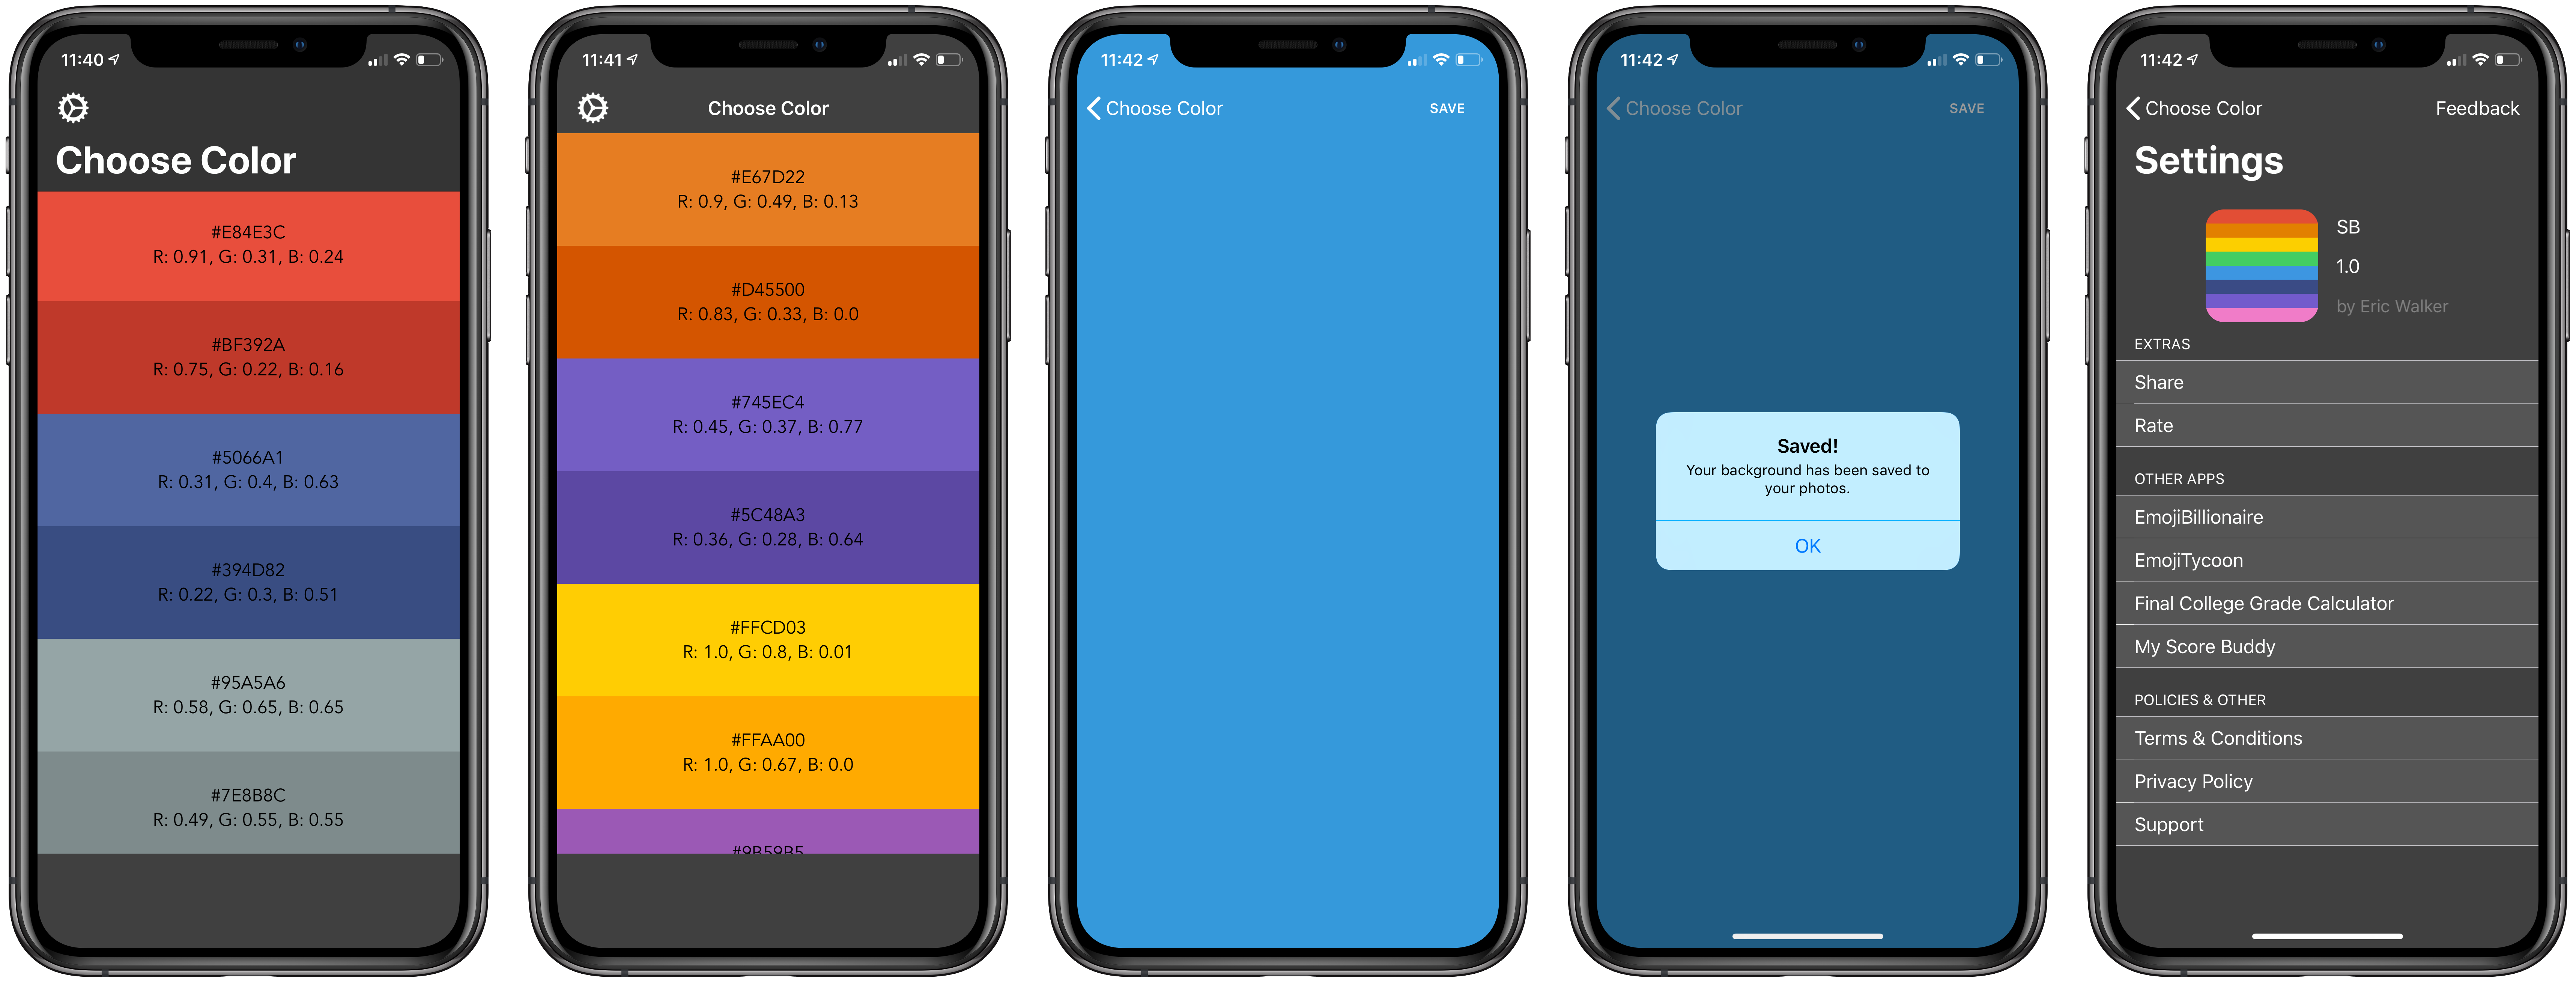 11:40
Choose Color
#E84E3C
R: 0.91, G: 0.31, B: 0.24
#BF392A
R: 0.75, G: 0.22, B: 0.16
#5066A1
R: 0.31, G: 0.4, B: 0.63
#394D82
R: 0.22, G: 0.3, B: 0.51
#95A5A6
R: 0.58, G: 0.65, B: 0.65
#7E8B8C
R: 0.49, G: 0.55, B: 0.55
11:41
Choose Color
#E67D22
R: 0.9, G: 0.49, B: 0.13
#D45500
R: 0.83, G: 0.33, B: 0.0
#745EC4
R: 0.45, G: 0.37, B: 0.77
#5C48A3
R: 0.36, G: 0.28, B: 0.64
#FFCD03
R: 1.0, G: 0.8, B: 0.01
#FFAA00
R: 1.0, G: 0.67, B: 0.0
#9B59B5
11:42
Choose Color
SAVE
11:42
Choose Color
SAVE
Saved!
Your background has been saved to
your photos.
OK
11:42
Choose Color
Feedback
Settings
SB
1.0
by Eric Walker
EXTRAS
Share
Rate
OTHER APPS
EmojiBillionaire
EmojiTycoon
Final College Grade Calculator
My Score Buddy
POLICIES & OTHER
Terms & Conditions
Privacy Policy
Support